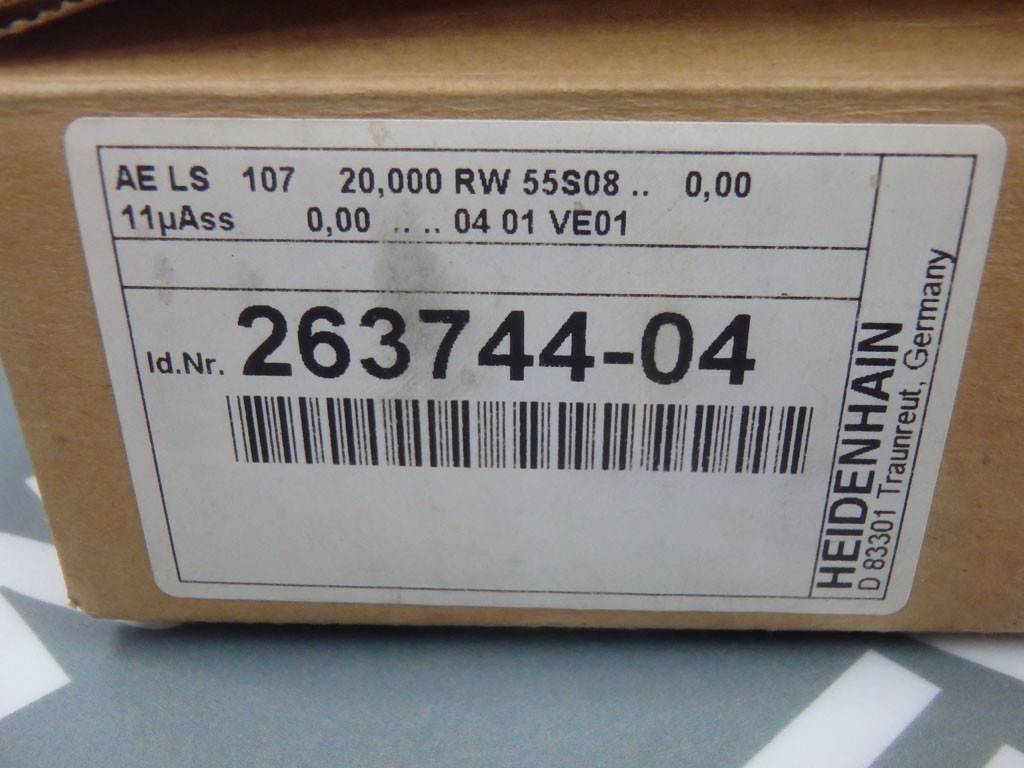 AE LS 107 20,000 RW 55S08 .. 0,00
11µAss 0,00 .. .. 04 01 VE01
Id.Nr. 263744-04
HEIDENHAIN
D 83301 Traunreut, Germany